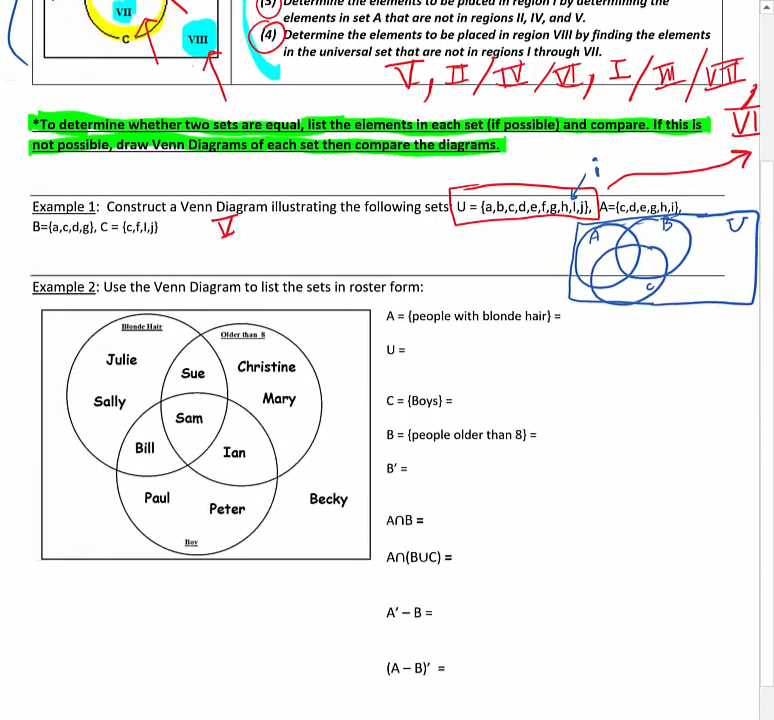 (3) Determine the elements to be placed in region I by determining the
elements in set A that are not in regions II, IV, and V.
(4) Determine the elements to be placed in region VIII by finding the elements
in the universal set that are not in regions I through VII.
VII
C
VIII
V, II/IV/VI, I/III/VII,
VIII
*To determine whether two sets are equal, list the elements in each set (if possible) and compare. If this is
not possible, draw Venn Diagrams of each set then compare the diagrams.
i
Example 1: Construct a Venn Diagram illustrating the following sets U = {a,b,c,d,e,f,g,h,I,j}, A={c,d,e,g,h,i},
B={a,c,d,g}, C = {c,f,I,j}
V
A
B
U
C
Example 2: Use the Venn Diagram to list the sets in roster form:
Blonde Hair
Older than 8
Julie
Sue
Christine
Sally
Mary
Sam
Bill
Ian
Paul
Peter
Becky
Boy
A = {people with blonde hair} =
U =
C = {Boys} =
B = {people older than 8} =
B′ =
A∩B =
A∩(BUC) =
A′ – B =
(A – B)′ =